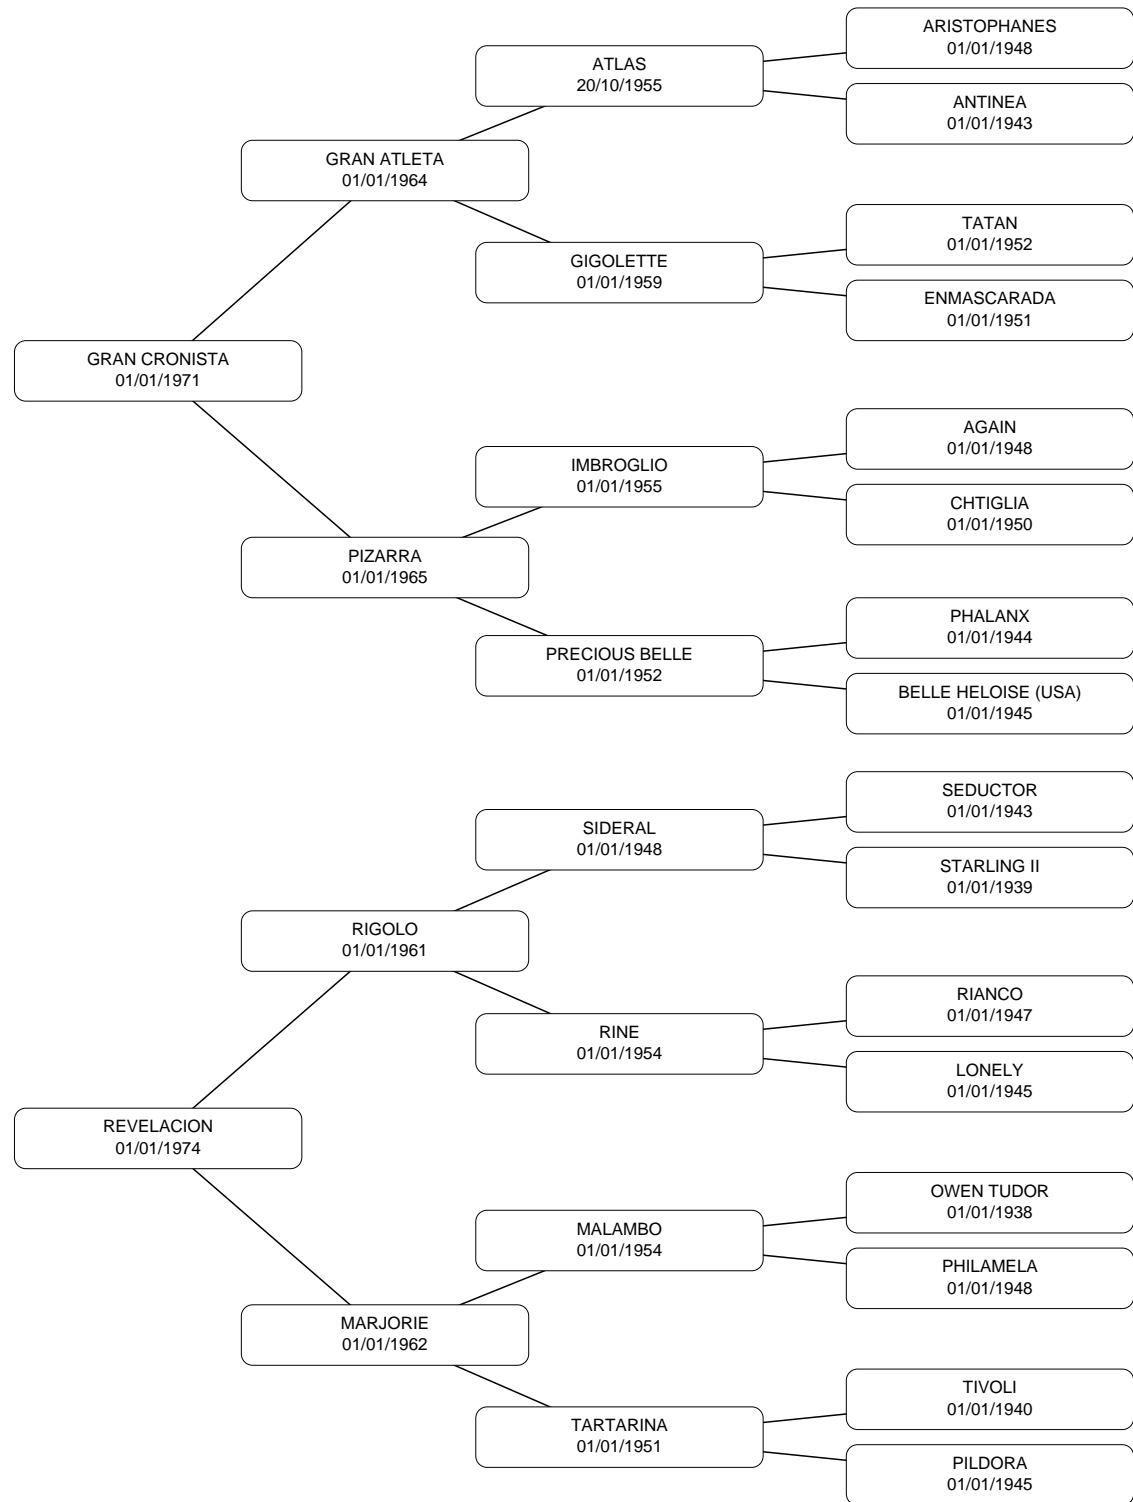 ARISTOPHANES
01/01/1948
ATLAS
20/10/1955
ANTINEA
01/01/1943
GRAN ATLETA
01/01/1964
TATAN
01/01/1952
GIGOLETTE
01/01/1959
ENMASCARADA
01/01/1951
GRAN CRONISTA
01/01/1971
AGAIN
01/01/1948
IMBROGLIO
01/01/1955
CHTIGLIA
01/01/1950
PIZARRA
01/01/1965
PHALANX
01/01/1944
PRECIOUS BELLE
01/01/1952
BELLE HELOISE (USA)
01/01/1945
SEDUCTOR
01/01/1943
SIDERAL
01/01/1948
STARLING II
01/01/1939
RIGOLO
01/01/1961
RIANCO
01/01/1947
RINE
01/01/1954
LONELY
01/01/1945
REVELACION
01/01/1974
OWEN TUDOR
01/01/1938
MALAMBO
01/01/1954
PHILAMELA
01/01/1948
MARJORIE
01/01/1962
TIVOLI
01/01/1940
TARTARINA
01/01/1951
PILDORA
01/01/1945